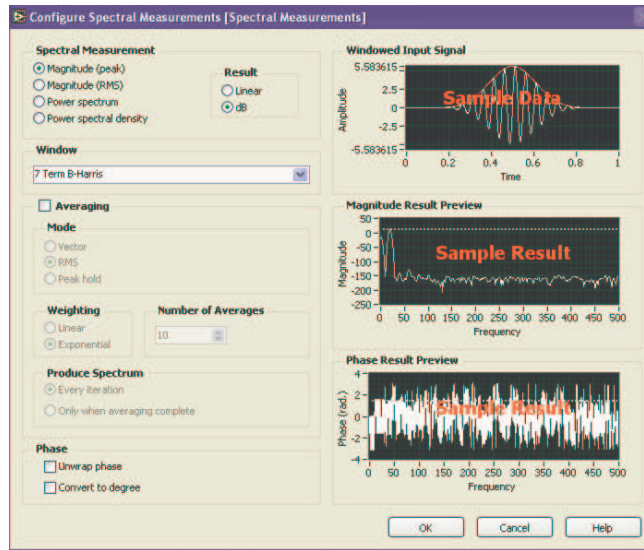 Configure Spectral Measurements [Spectral Measurements]
Spectral Measurement
Magnitude (peak)
Magnitude (RMS)
Power spectrum
Power spectral density
Result
Linear
dB
Window
7 Term B-Harris
Averaging
Mode
Vector
RMS
Peak hold
Weighting
Linear
Exponential
Number of Averages
10
Produce Spectrum
Every iteration
Only when averaging complete
Phase
Unwrap phase
Convert to degree
Windowed Input Signal
Amplitude
5.583615
2.5
0
-2.5
-5.583615
Sample Data
0 0.2 0.4 0.6 0.8 1
Time
Magnitude Result Preview
Magnitude
50
0
-50
-100
-150
-200
-250
Sample Result
0 50 100 150 200 250 300 350 400 450 500
Frequency
Phase Result Preview
Phase (rad.)
4
2
0
-2
-4
Sample Result
0 50 100 150 200 250 300 350 400 450 500
Frequency
OK Cancel Help